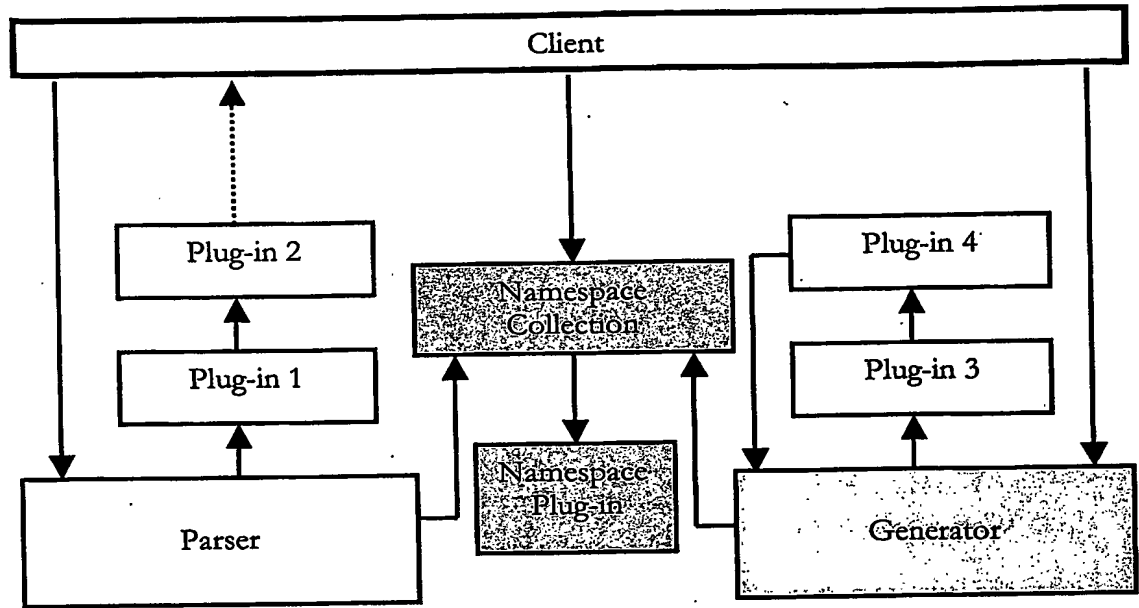 Client
Plug-in 2
Plug-in 4
Namespace
Collection
Plug-in 1
Plug-in 3
Namespace
Plug-in
Parser
Generator